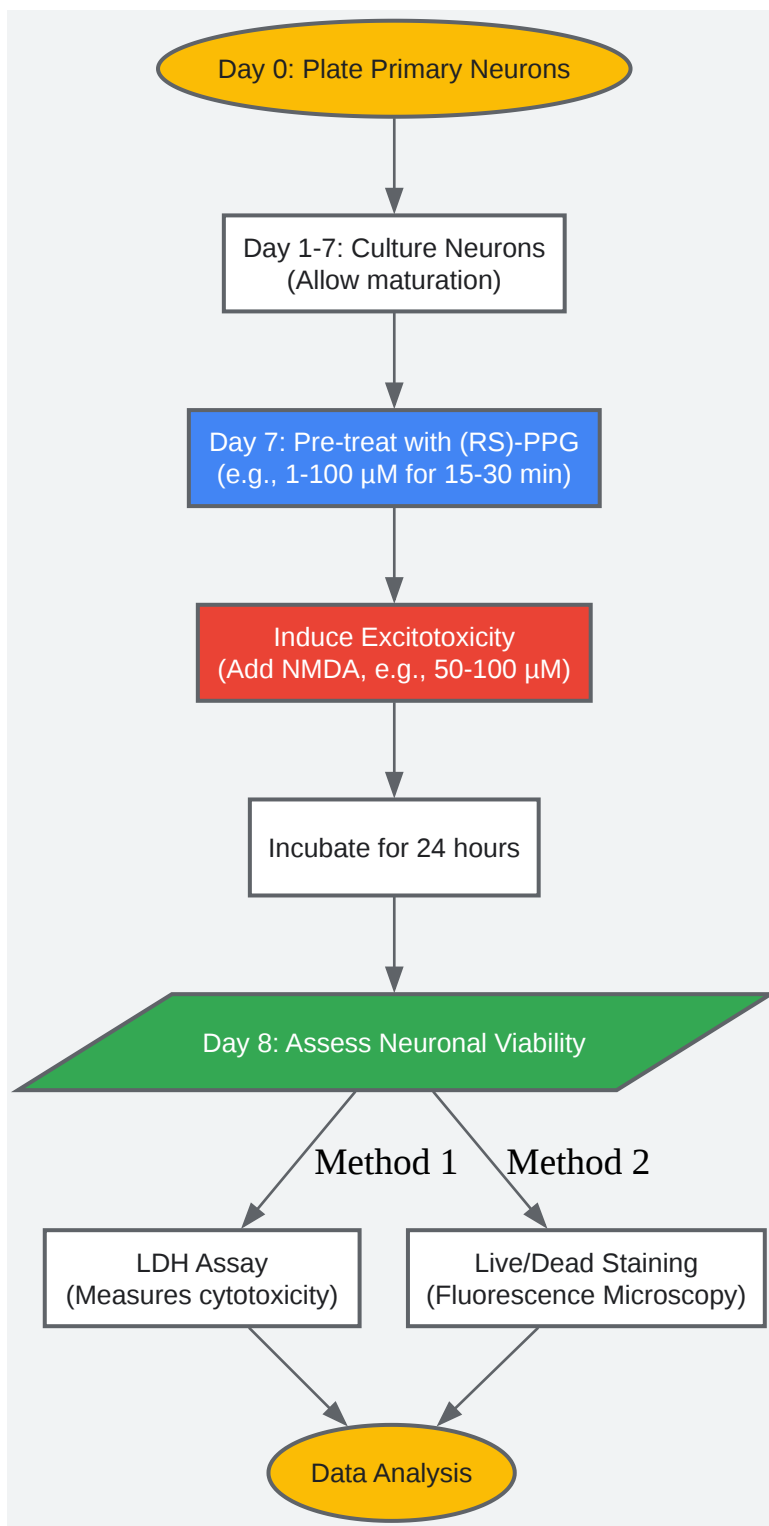 Day 0: Plate Primary Neurons
Day 1-7: Culture Neurons
(Allow maturation)
Day 7: Pre-treat with (RS)-PPG
(e.g., 1-100 µM for 15-30 min)
Induce Excitotoxicity
(Add NMDA, e.g., 50-100 µM)
Incubate for 24 hours
Day 8: Assess Neuronal Viability
Method 1
Method 2
LDH Assay
(Measures cytotoxicity)
Live/Dead Staining
(Fluorescence Microscopy)
Data Analysis